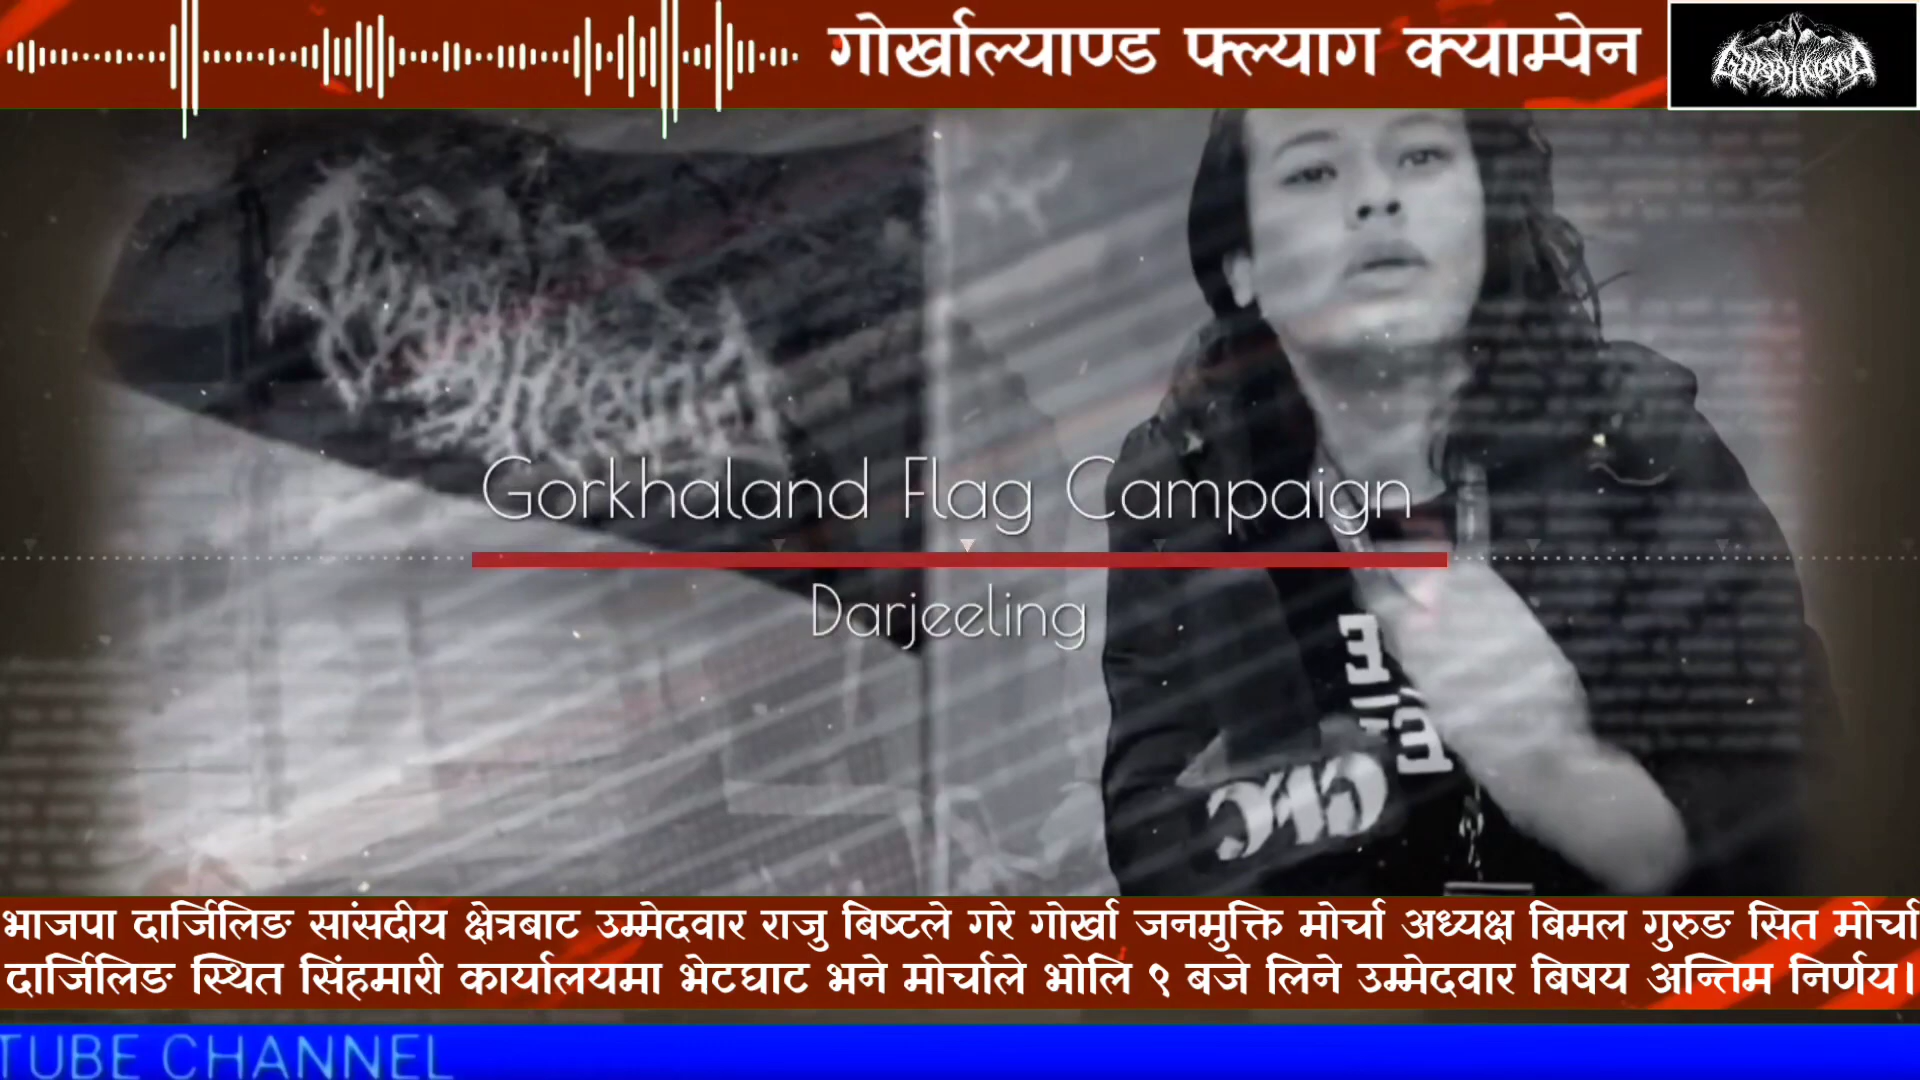 गोर्खाल्याण्ड फ्ल्याग क्याम्पेन
GORKHALAND
Gorkhaland Flag Campaign
Darjeeling
भाजपा दार्जिलिङ सांसदीय क्षेत्रबाट उम्मेदवार राजु बिष्टले गरे गोर्खा जनमुक्ति मोर्चा अध्यक्ष बिमल गुरुङ सित मोर्चा
दार्जिलिङ स्थित सिंहमारी कार्यालयमा भेटघाट भने मोर्चाले भोलि ९ बजे लिने उम्मेदवार बिषय अन्तिम निर्णय।
TUBE CHANNEL